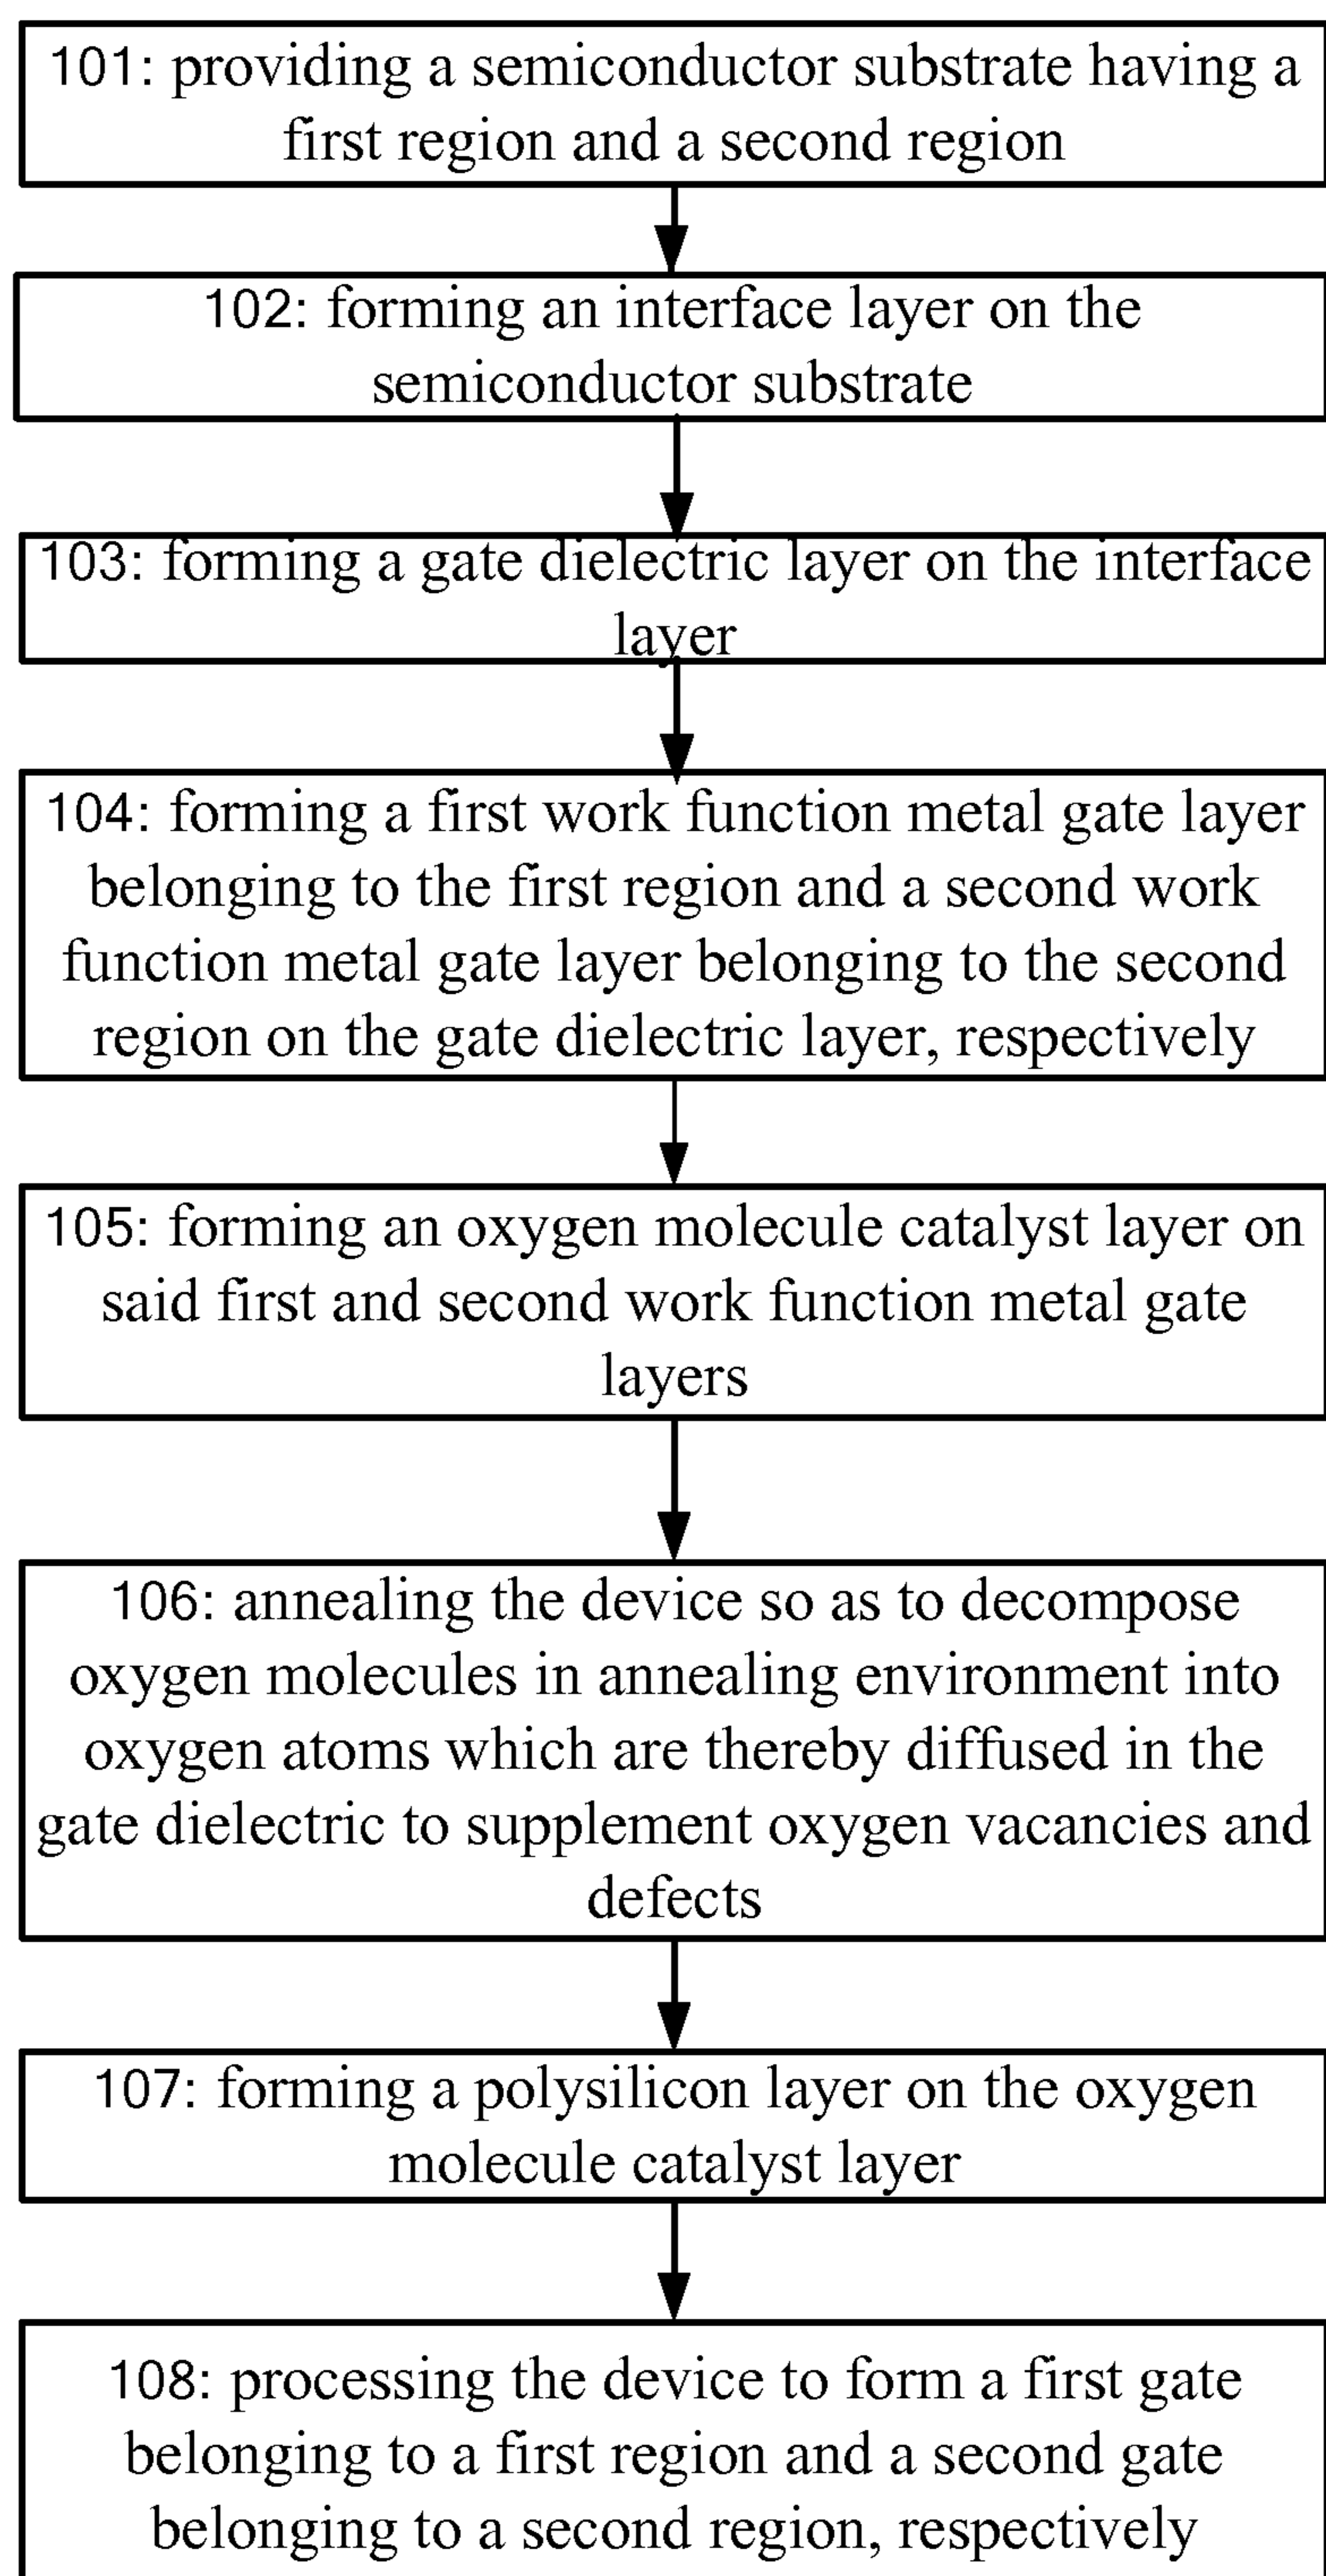 101: providing a semiconductor substrate having a
first region and a second region
102: forming an interface layer on the
semiconductor substrate
103: forming a gate dielectric layer on the interface
layer
104: forming a first work function metal gate layer
belonging to the first region and a second work
function metal gate layer belonging to the second
region on the gate dielectric layer, respectively
105: forming an oxygen molecule catalyst layer on
said first and second work function metal gate
layers
106: annealing the device so as to decompose
oxygen molecules in annealing environment into
oxygen atoms which are thereby diffused in the
gate dielectric to supplement oxygen vacancies and
defects
107: forming a polysilicon layer on the oxygen
molecule catalyst layer
108: processing the device to form a first gate
belonging to a first region and a second gate
belonging to a second region, respectively